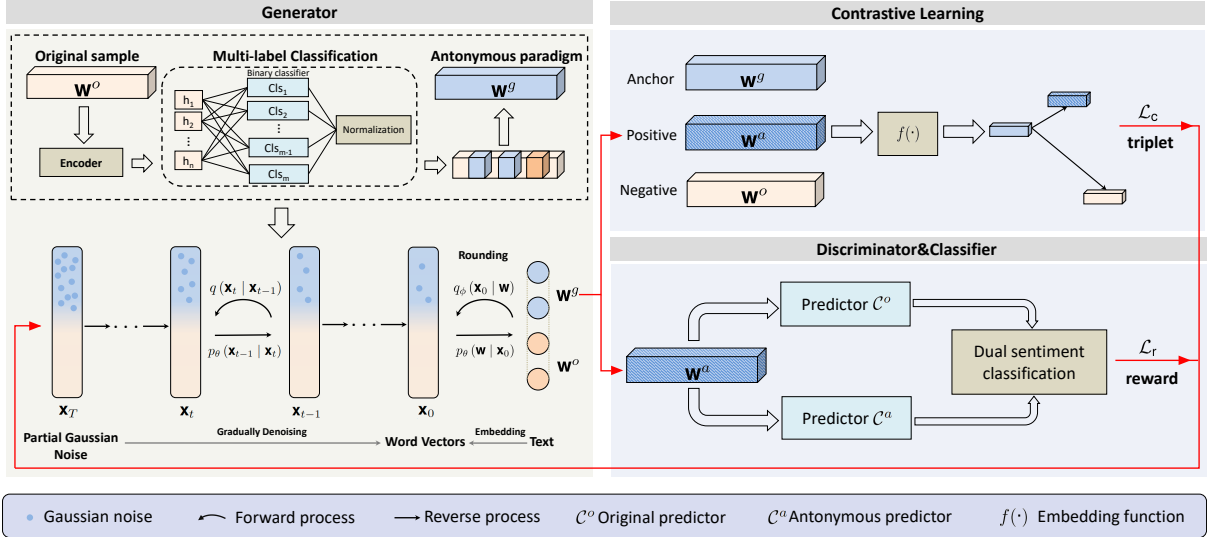 Generator
Original sample
W^o
Encoder
Multi-label Classification
Binary classifier
h_1
h_2
⋮
h_n
Cls_1
Cls_2
⋮
Cls_{m-1}
Cls_m
Normalization
Antonymous paradigm
W^g
Rounding
q (x_t | x_{t−1})
p_θ (x_{t−1} | x_t)
q_ϕ (x_0 | w)
p_θ (w | x_0)
W^g
W^o
x_T
x_t
x_{t−1}
x_0
Partial Gaussian
Noise
Gradually Denoising
Word Vectors
Embedding
Text
Contrastive Learning
Anchor
W^g
Positive
W^a
Negative
W^o
f(·)
ℒ_c
triplet
Discriminator&Classifier
W^a
Predictor 𝒞^o
Predictor 𝒞^a
Dual sentiment
classification
ℒ_r
reward
Gaussian noise
Forward process
Reverse process
𝒞^o Original predictor
𝒞^a Antonymous predictor
f(·) Embedding function